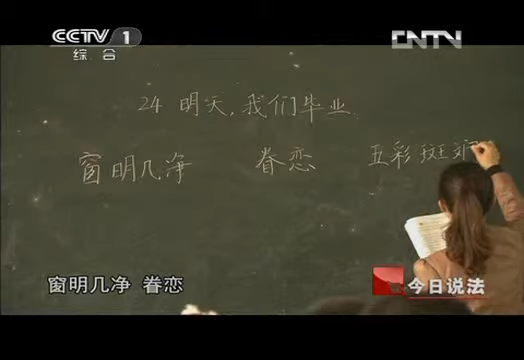 CCTV 1
综合
CNTV
24 明天,我们毕业
窗明几净 眷恋 五彩斑
窗明几净 眷恋
今日说法